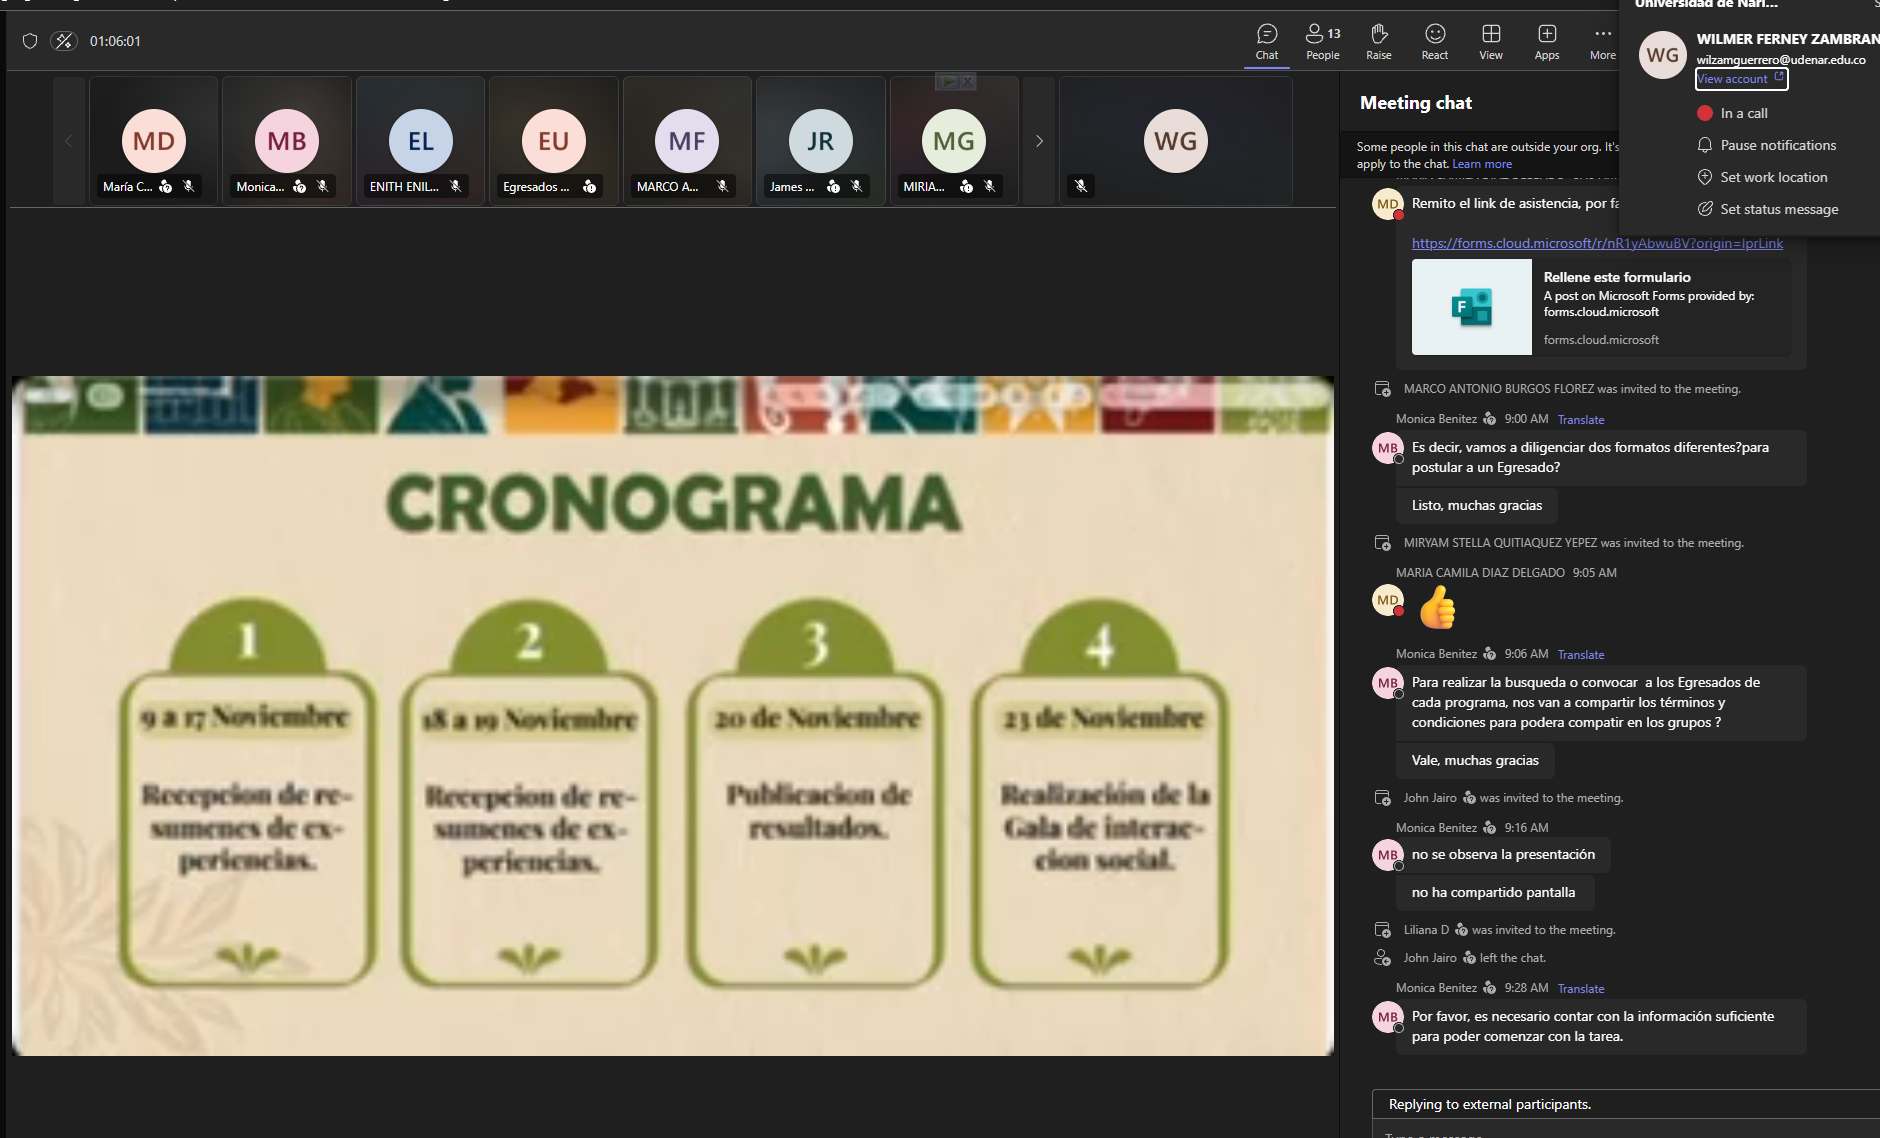 Universidad de Nari...
01:06:01
Chat
13
People
Raise
React
View
Apps
More
WG
WILMER FERNEY ZAMBRAN
wilzamguerrero@udenar.edu.co
View account
In a call
Pause notifications
Set work location
Set status message
MD
María C...
MB
Monica...
EL
ENITH ENIL...
EU
Egresados ...
MF
MARCO A...
JR
James ...
MG
MIRIA...
WG
CRONOGRAMA
1
9 a 17 Noviembre
Recepcion de re-
sumenes de ex-
periencias.
2
18 a 19 Noviembre
Recepcion de re-
sumenes de ex-
periencias.
3
20 de Noviembre
Publicacion de
resultados.
4
23 de Noviembre
Realización de la
Gala de interac-
cion social.
Meeting chat
Some people in this chat are outside your org. It's
apply to the chat. Learn more
MD
Remito el link de asistencia, por fa
https://forms.cloud.microsoft/r/nR1yAbwuBV?origin=lprLink
Rellene este formulario
A post on Microsoft Forms provided by:
forms.cloud.microsoft
forms.cloud.microsoft
MARCO ANTONIO BURGOS FLOREZ was invited to the meeting.
Monica Benitez 9:00 AM Translate
MB
Es decir, vamos a diligenciar dos formatos diferentes?para
postular a un Egresado?
Listo, muchas gracias
MIRYAM STELLA QUITIAQUEZ YEPEZ was invited to the meeting.
MARIA CAMILA DIAZ DELGADO 9:05 AM
MD
Monica Benitez 9:06 AM Translate
MB
Para realizar la busqueda o convocar a los Egresados de
cada programa, nos van a compartir los términos y
condiciones para podera compatir en los grupos ?
Vale, muchas gracias
John Jairo was invited to the meeting.
Monica Benitez 9:16 AM
MB
no se observa la presentación
no ha compartido pantalla
Liliana D was invited to the meeting.
John Jairo left the chat.
Monica Benitez 9:28 AM Translate
MB
Por favor, es necesario contar con la información suficiente
para poder comenzar con la tarea.
Replying to external participants.